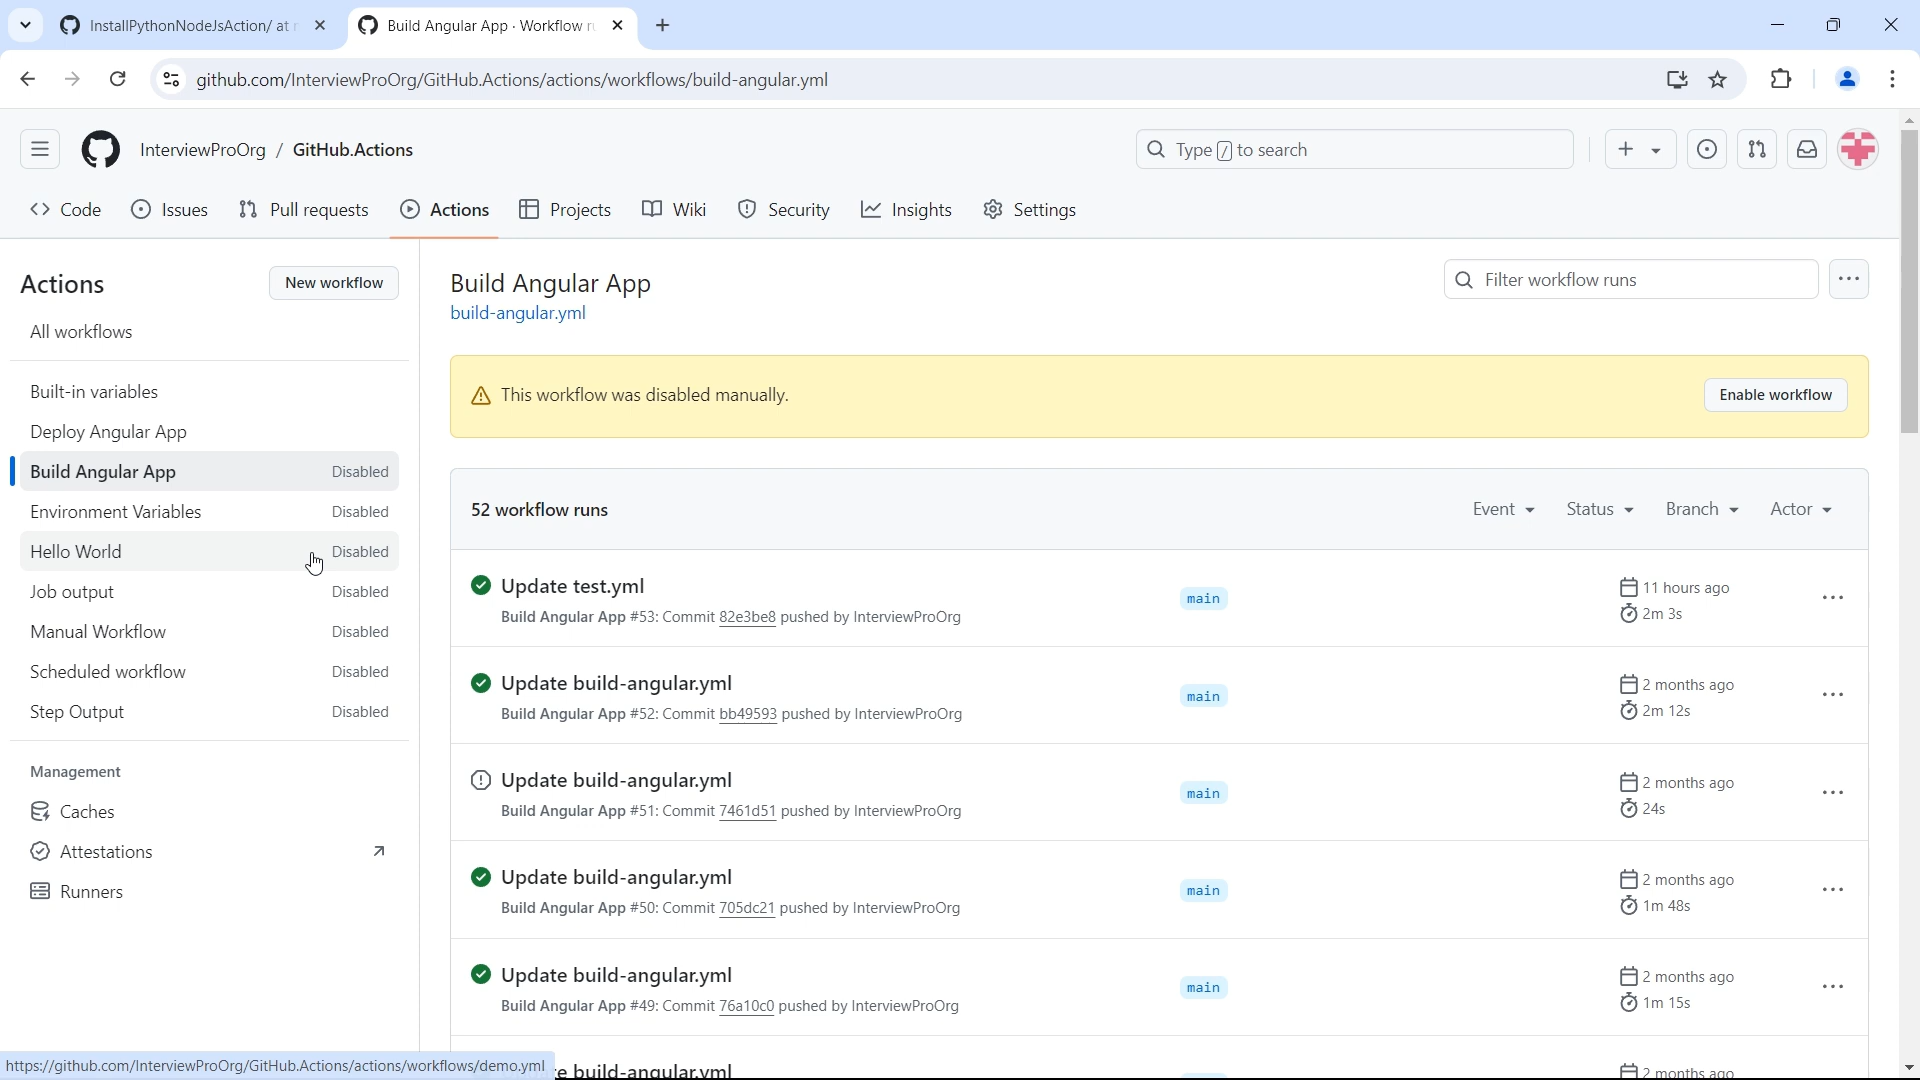 InstallPythonNodeJsAction/ at
Build Angular App · Workflow
github.com/InterviewProOrg/GitHub.Actions/actions/workflows/build-angular.yml
InterviewProOrg / GitHub.Actions
Type / to search
Code Issues Pull requests Actions Projects Wiki Security Insights Settings
Actions
New workflow
All workflows
Built-in variables
Deploy Angular App
Build Angular App Disabled
Environment Variables Disabled
Hello World Disabled
Job output Disabled
Manual Workflow Disabled
Scheduled workflow Disabled
Step Output Disabled
Management
Caches
Attestations
Runners
Build Angular App
build-angular.yml
Filter workflow runs
This workflow was disabled manually.
Enable workflow
52 workflow runs
Event Status Branch Actor
Update test.yml
Build Angular App #53: Commit 82e3be8 pushed by InterviewProOrg
main
11 hours ago
2m 3s
Update build-angular.yml
Build Angular App #52: Commit bb49593 pushed by InterviewProOrg
main
2 months ago
2m 12s
Update build-angular.yml
Build Angular App #51: Commit 7461d51 pushed by InterviewProOrg
main
2 months ago
24s
Update build-angular.yml
Build Angular App #50: Commit 705dc21 pushed by InterviewProOrg
main
2 months ago
1m 48s
Update build-angular.yml
Build Angular App #49: Commit 76a10c0 pushed by InterviewProOrg
main
2 months ago
1m 15s
build-angular.yml
2 months ago
https://github.com/InterviewProOrg/GitHub.Actions/actions/workflows/demo.yml